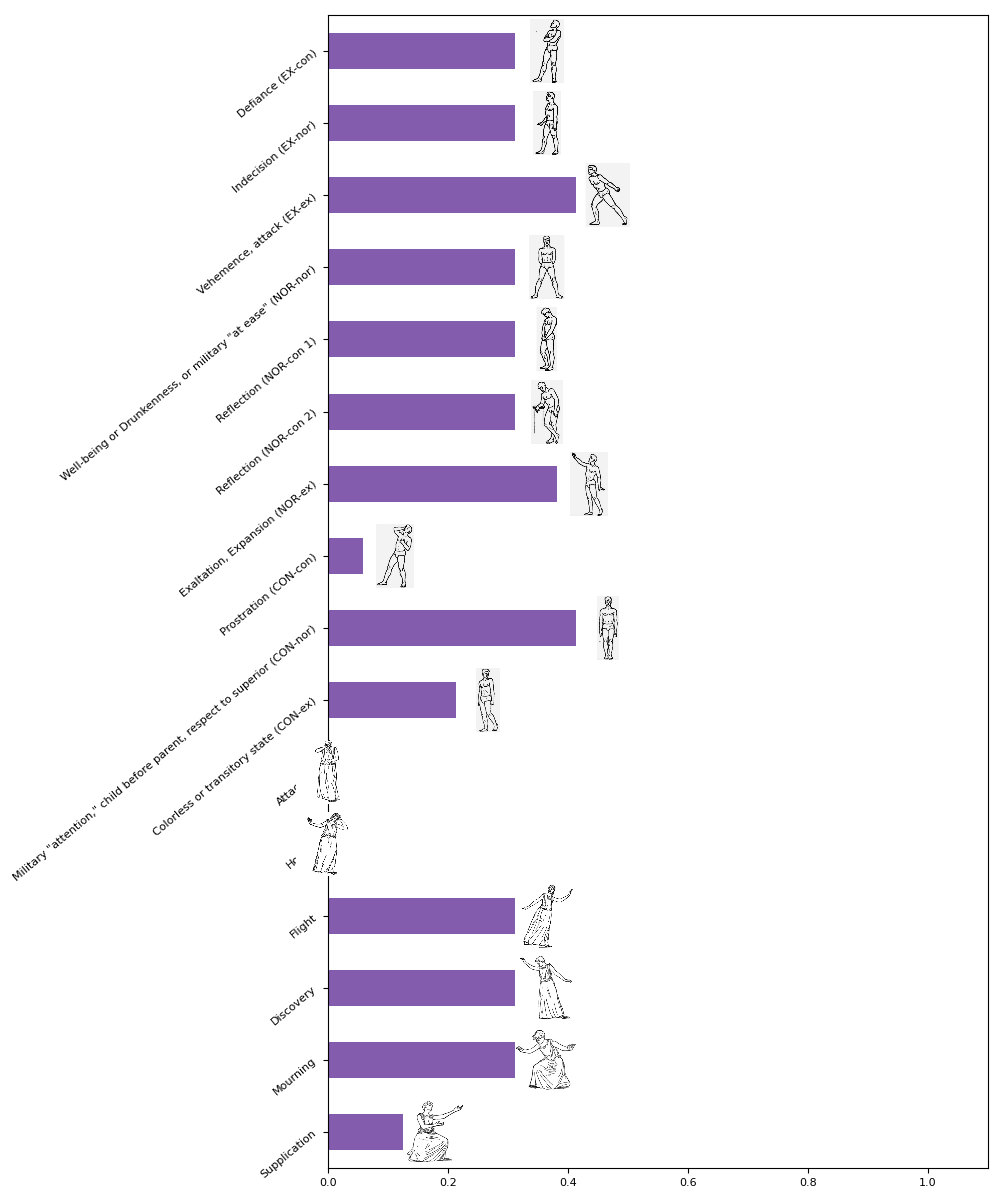 Defiance (EX-con)
Indecision (EX-nor)
Vehemence, attack (EX-ex)
Well-being or Drunkenness, or military "at ease" (NOR-nor)
Reflection (NOR-con 1)
Reflection (NOR-con 2)
Exaltation, Expansion (NOR-ex)
Prostration (CON-con)
Military "attention," child before parent, respect to superior (CON-nor)
Colorless or transitory state (CON-ex)
Flight
Discovery
Mourning
Supplication
0.0 0.2 0.4 0.6 0.8 1.0